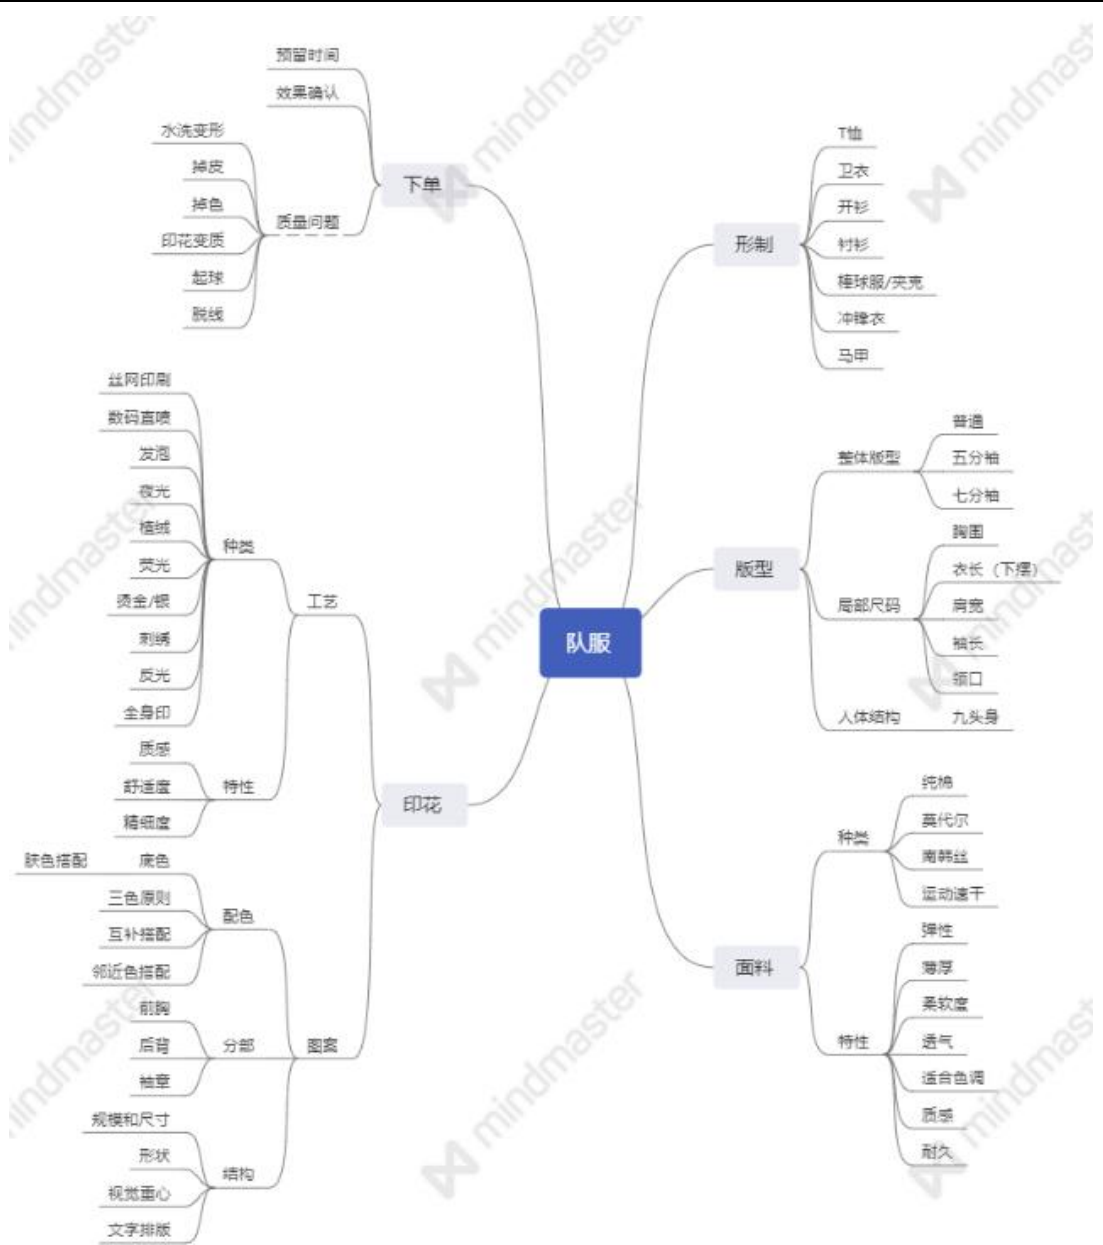 预留时间
效果确认
水洗变形
掉皮
掉色
印花变质
起球
脱线
质量问题
下单
丝网印刷
数码直喷
发泡
夜光
植绒
荧光
烫金/银
刺绣
反光
全身印
种类
工艺
质感
舒适度
精细度
特性
印花
肤色搭配
底色
三色原则
互补搭配
邻近色搭配
配色
前胸
后背
袖章
分部
图案
规模和尺寸
形状
视觉重心
文字排版
结构
队服
形制
T恤
卫衣
开衫
衬衫
棒球服/夹克
冲锋衣
马甲
版型
整体版型
普通
五分袖
七分袖
局部尺码
胸围
衣长（下摆）
肩宽
袖长
领口
人体结构
九头身
面料
种类
纯棉
莫代尔
南韩丝
运动速干
特性
弹性
薄厚
柔软度
透气
适合色调
质感
耐久
mindmaster
mindmaster
mindmaster
mindmaster
mindmaster
mindmaster
mindmaster
mindmaster
mindmaster